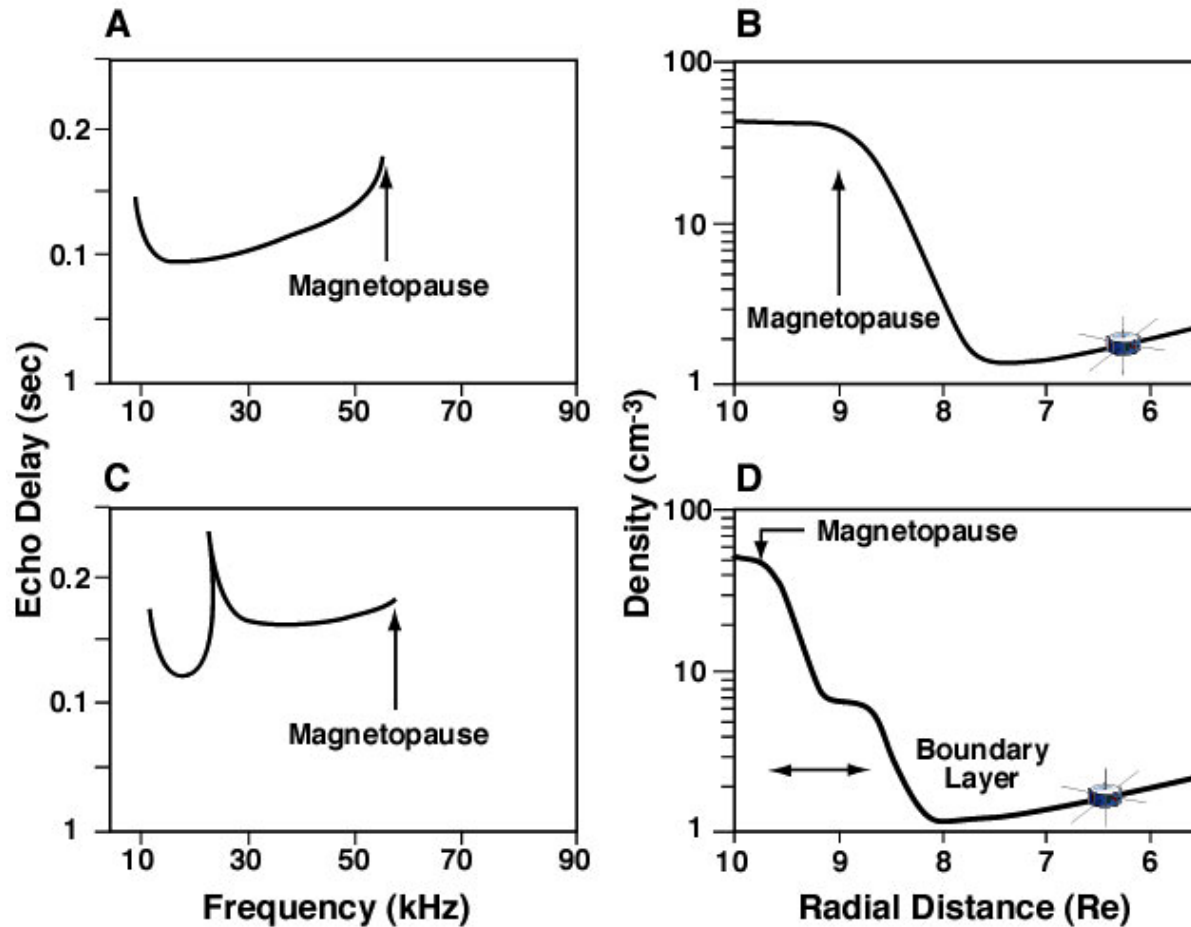 A
0.2
0.1
1
10 30 50 70 90
Magnetopause
B
100
10
1
10 9 8 7 6
Magnetopause
C
0.2
0.1
1
10 30 50 70 90
Magnetopause
Echo Delay (sec)
Frequency (kHz)
D
100
10
1
10 9 8 7 6
Magnetopause
Boundary
Layer
Density (cm-3)
Radial Distance (Re)